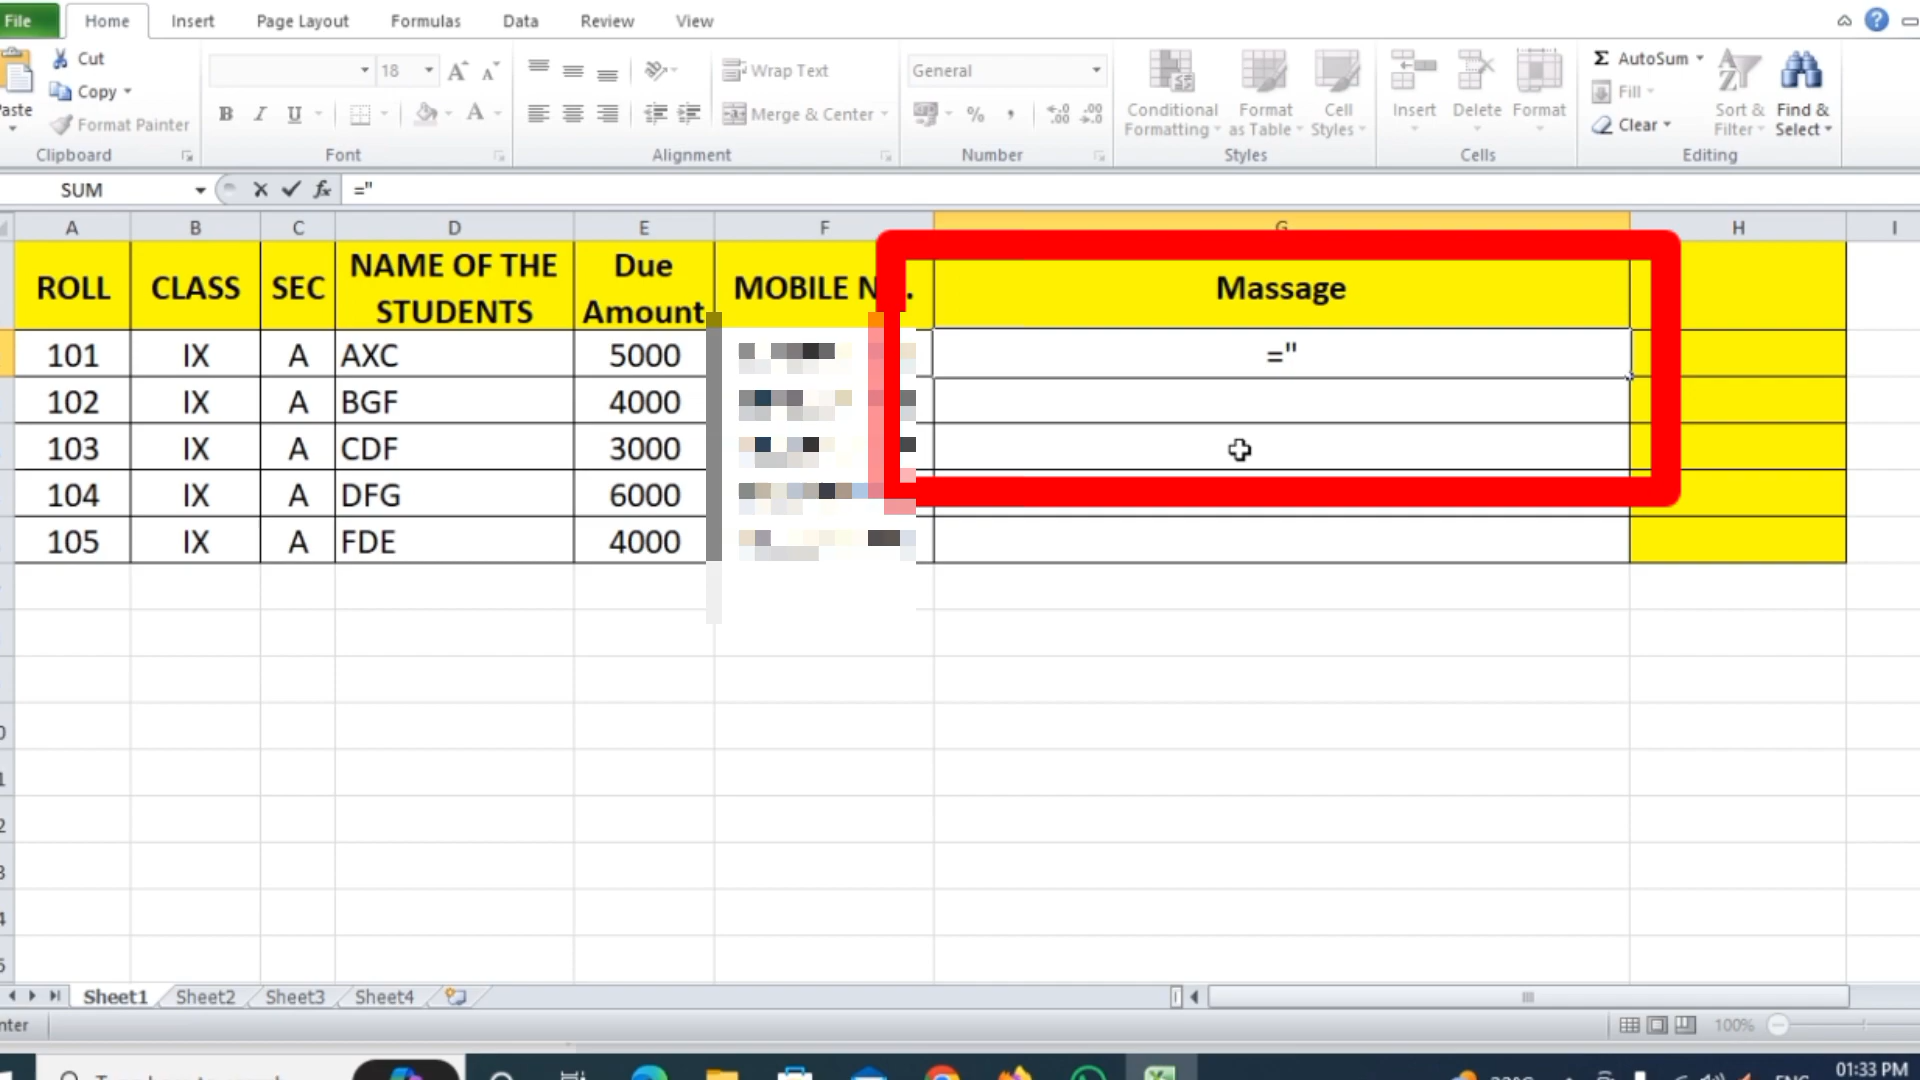 File Home Insert Page Layout Formulas Data Review View
Cut
Copy
Format Painter
Clipboard
18
B I U
Font
Wrap Text
Merge & Center
Alignment
General
%
Number
Conditional Formatting
Format as Table
Cell Styles
Styles
Insert Delete Format
Cells
AutoSum
Fill
Clear
Sort & Filter
Find & Select
Editing
SUM fx ="
A B C D E F G H I
ROLL CLASS SEC NAME OF THE STUDENTS Due Amount MOBILE Massage
101 IX A AXC 5000 ="
102 IX A BGF 4000
103 IX A CDF 3000
104 IX A DFG 6000
105 IX A FDE 4000
Sheet1 Sheet2 Sheet3 Sheet4
100%
01:33 PM